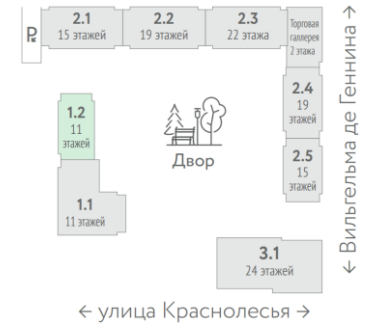 2.1
15 этажей
2.2
19 этажей
2.3
22 этажа
Торговая
галлерея
2 этажа
2.4
19
этажей
2.5
15
этажей
1.2
11
этажей
1.1
11 этажей
Двор
3.1
24 этажей
← Вильгельма де Геннина →
← улица Краснолесья →